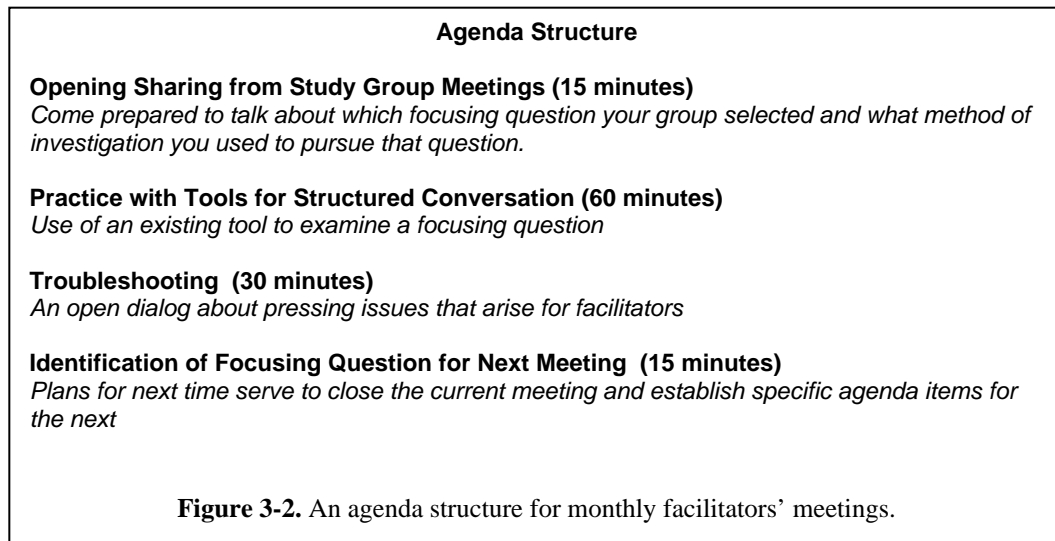 Agenda Structure
Opening Sharing from Study Group Meetings (15 minutes)
Come prepared to talk about which focusing question your group selected and what method of
investigation you used to pursue that question.
Practice with Tools for Structured Conversation (60 minutes)
Use of an existing tool to examine a focusing question
Troubleshooting  (30 minutes)
An open dialog about pressing issues that arise for facilitators
Identification of Focusing Question for Next Meeting  (15 minutes)
Plans for next time serve to close the current meeting and establish specific agenda items for
the next
Figure 3-2. An agenda structure for monthly facilitators’ meetings.